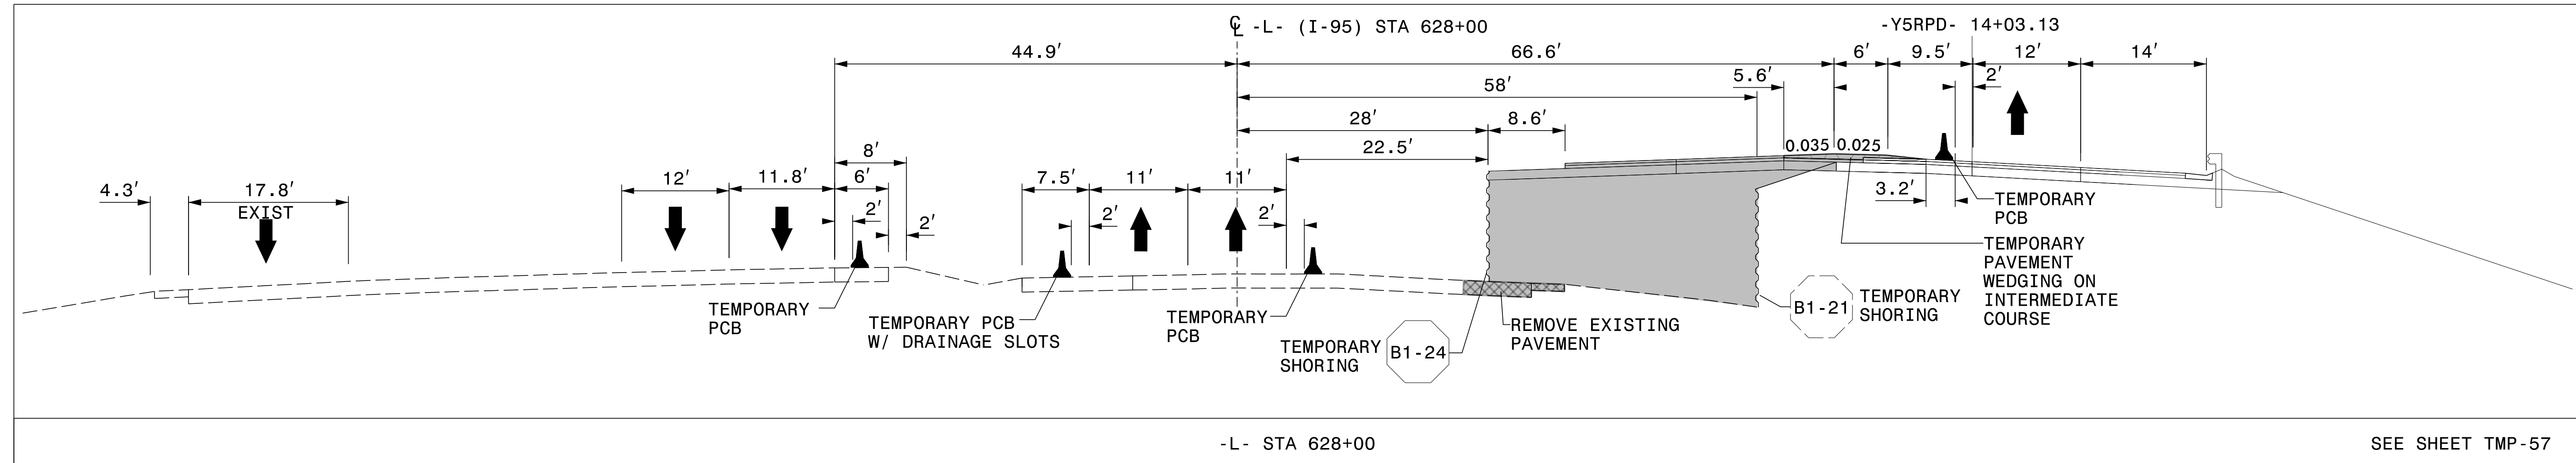 ℄ -L- (I-95) STA 628+00
-Y5RPD- 14+03.13
44.9′
66.6′
6′
9.5′
12′
14′
5.6′
2′
58′
28′
8.6′
22.5′
0.035 0.025
8′
4.3′
17.8′
EXIST
12′
11.8′
6′
2′
2′
7.5′
11′
11′
2′
2′
3.2′
TEMPORARY
PCB
TEMPORARY
PAVEMENT
WEDGING ON
INTERMEDIATE
COURSE
TEMPORARY
PCB
TEMPORARY PCB
W/ DRAINAGE SLOTS
TEMPORARY
PCB
TEMPORARY
SHORING
B1-24
REMOVE EXISTING
PAVEMENT
B1-21
TEMPORARY
SHORING
-L- STA 628+00
SEE SHEET TMP-57